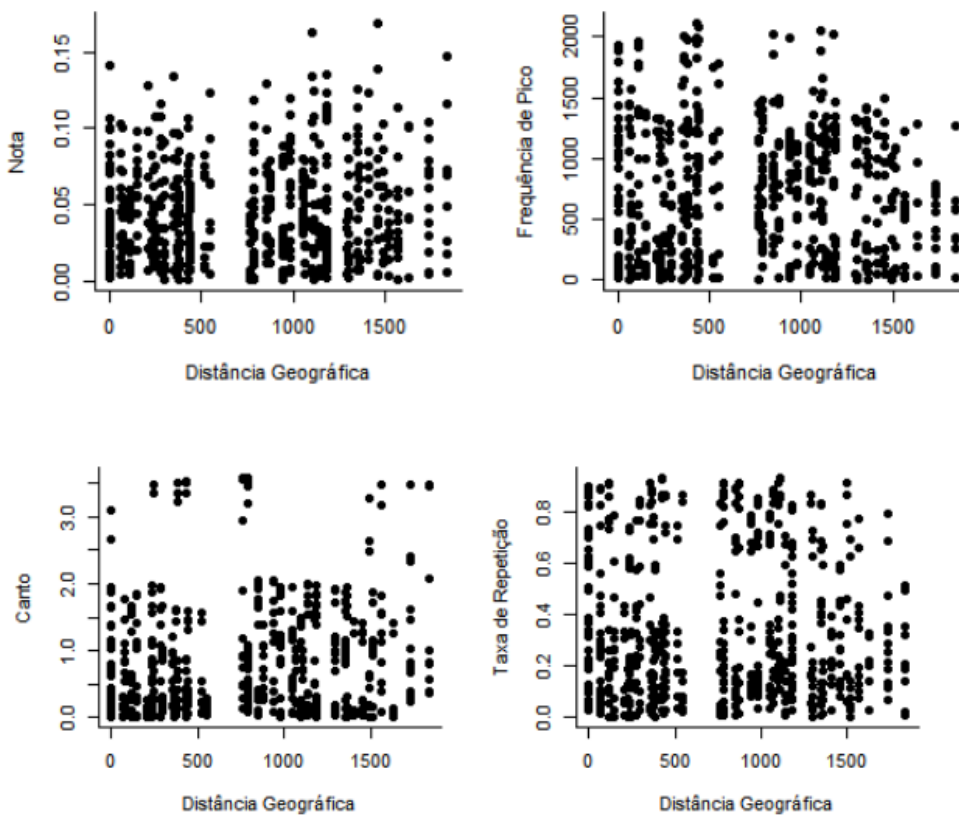 Nota
0.00 0.05 0.10 0.15
0 500 1000 1500
Distância Geográfica
Frequência de Pico
0 500 1000 1500 2000
0 500 1000 1500
Distância Geográfica
Canto
0.0 1.0 2.0 3.0
0 500 1000 1500
Distância Geográfica
Taxa de Repetição
0.0 0.2 0.4 0.6 0.8
0 500 1000 1500
Distância Geográfica